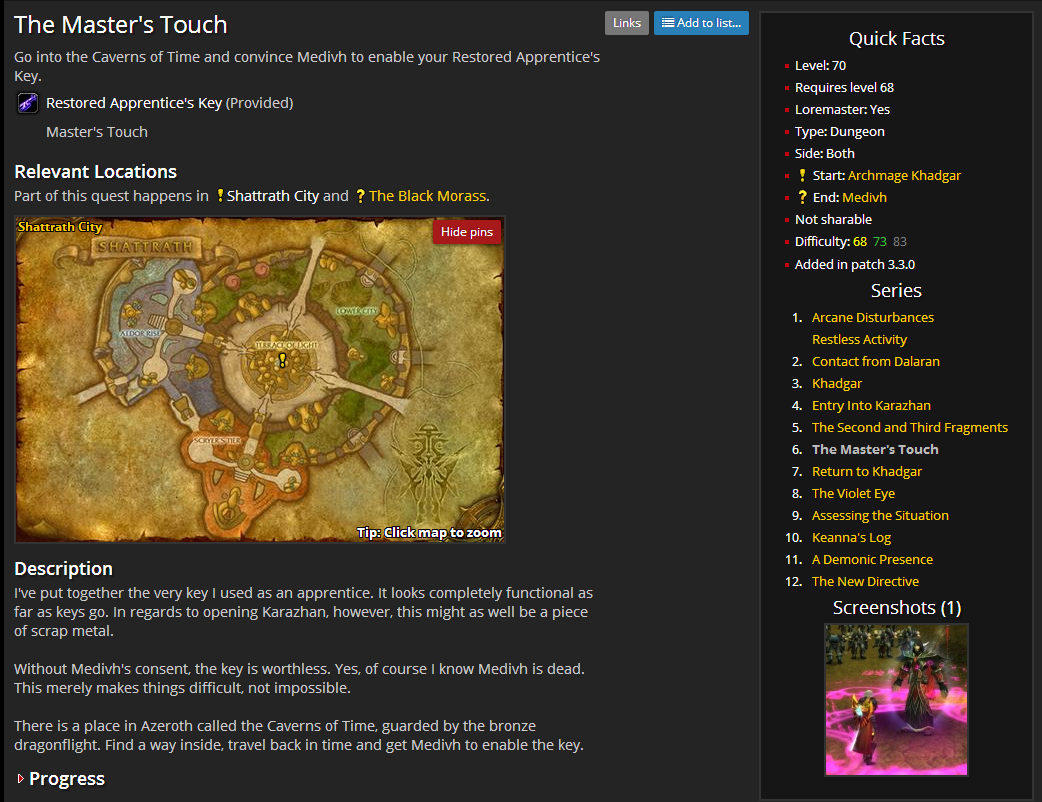 The Master's Touch
Links
Add to list...
Go into the Caverns of Time and convince Medivh to enable your Restored Apprentice's
Key.
Restored Apprentice's Key (Provided)
Master's Touch
Relevant Locations
Part of this quest happens in Shattrath City and The Black Morass.
Shattrath City
Hide pins
SHATTRATH
LOWER CITY
ALDOR RISE
TERRACE OF LIGHT
SCRYER'S TIER
Tip: Click map to zoom
Description
I've put together the very key I used as an apprentice. It looks completely functional as
far as keys go. In regards to opening Karazhan, however, this might as well be a piece
of scrap metal.
Without Medivh's consent, the key is worthless. Yes, of course I know Medivh is dead.
This merely makes things difficult, not impossible.
There is a place in Azeroth called the Caverns of Time, guarded by the bronze
dragonflight. Find a way inside, travel back in time and get Medivh to enable the key.
Progress
Quick Facts
Level: 70
Requires level 68
Loremaster: Yes
Type: Dungeon
Side: Both
Start: Archmage Khadgar
End: Medivh
Not sharable
Difficulty: 68 73 83
Added in patch 3.3.0
Series
1. Arcane Disturbances
Restless Activity
2. Contact from Dalaran
3. Khadgar
4. Entry Into Karazhan
5. The Second and Third Fragments
6. The Master's Touch
7. Return to Khadgar
8. The Violet Eye
9. Assessing the Situation
10. Keanna's Log
11. A Demonic Presence
12. The New Directive
Screenshots (1)